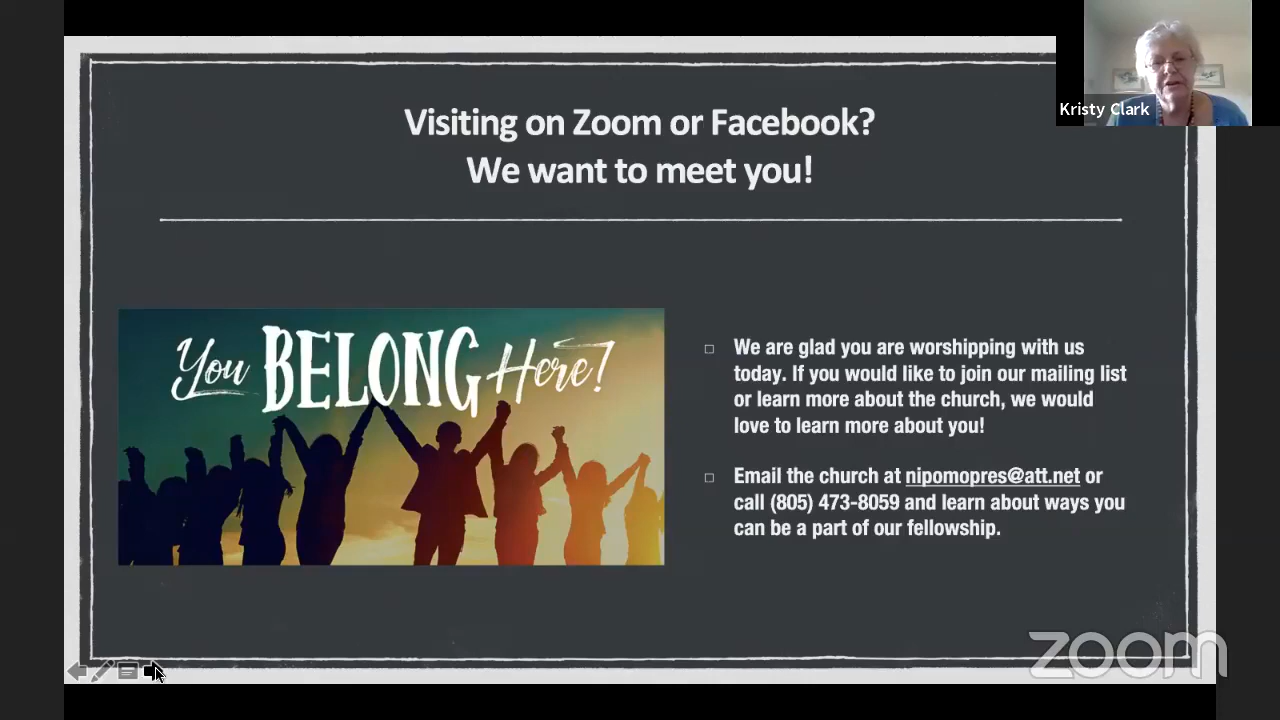 Kristy Clark
Visiting on Zoom or Facebook?
We want to meet you!
You BELONG Here!
We are glad you are worshipping with us
today. If you would like to join our mailing list
or learn more about the church, we would
love to learn more about you!
Email the church at nipomopres@att.net or
call (805) 473-8059 and learn about ways you
can be a part of our fellowship.
zoom